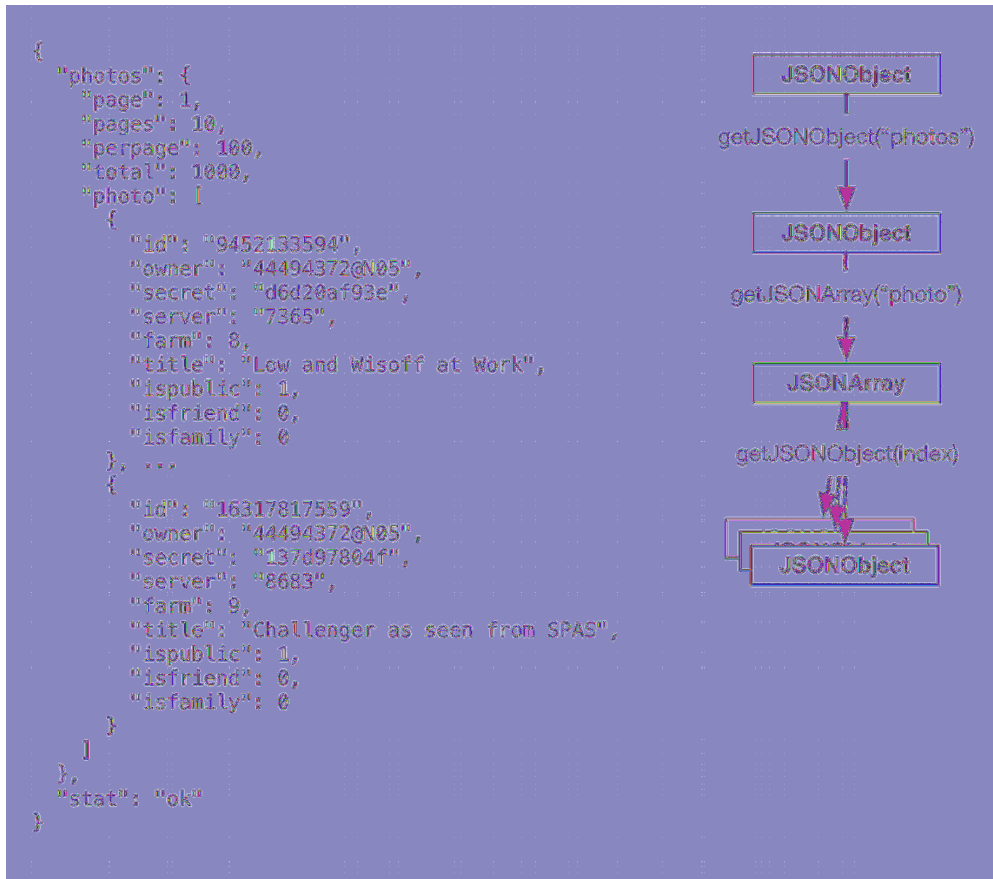 {
"photos": {
"page": 1,
"pages": 10,
"perpage": 100,
"total": 1000,
"photo": [
{
"id": "9452133594",
"owner": "44494372@N05",
"secret": "d6d20af93e",
"server": "7365",
"farm": 8,
"title": "Low and Wisoff at Work",
"ispublic": 1,
"isfriend": 0,
"isfamily": 0
}, ...
{
"id": "16317817559",
"owner": "44494372@N05",
"secret": "137d97804f",
"server": "8683",
"farm": 9,
"title": "Challenger as seen from SPAS",
"ispublic": 1,
"isfriend": 0,
"isfamily": 0
}
]
},
"stat": "ok"
}
JSONObject
getJSONObject(“photos”)
JSONObject
getJSONArray(“photo”)
JSONArray
getJSONObject(index)
JSONObject